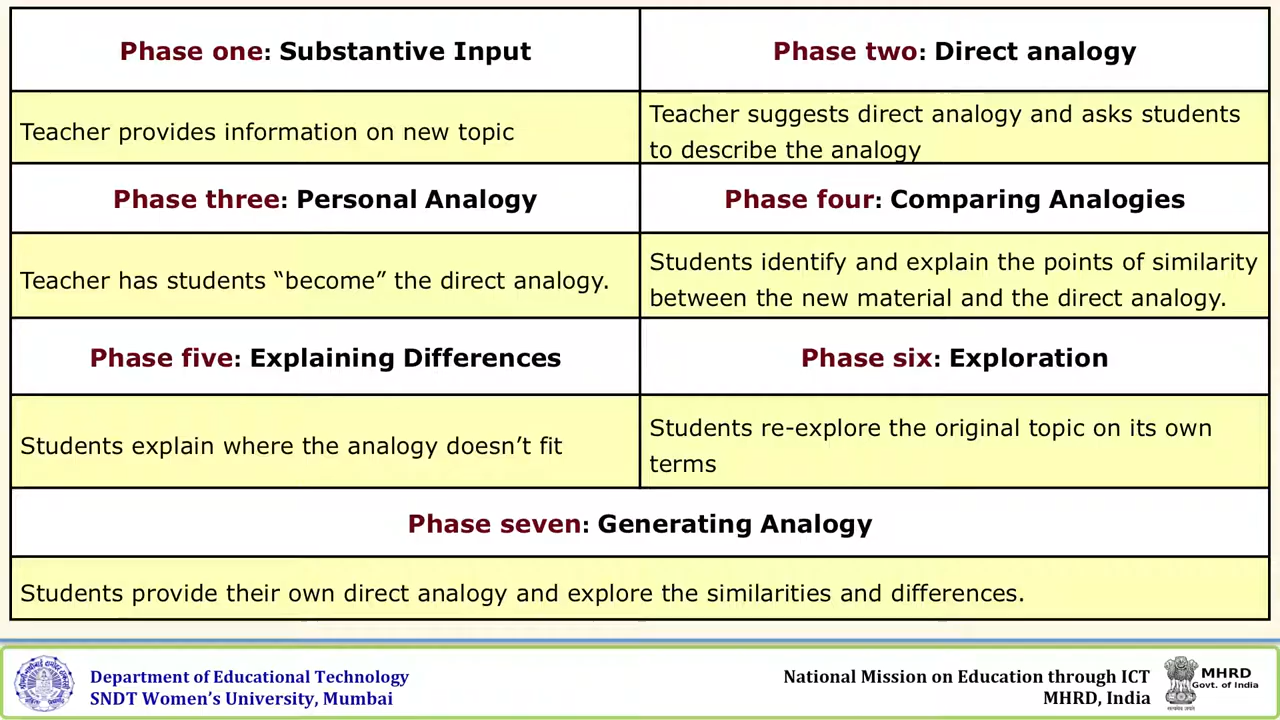 Phase one: Substantive Input
Phase two: Direct analogy
Teacher provides information on new topic
Teacher suggests direct analogy and asks students
to describe the analogy
Phase three: Personal Analogy
Phase four: Comparing Analogies
Teacher has students “become” the direct analogy.
Students identify and explain the points of similarity
between the new material and the direct analogy.
Phase five: Explaining Differences
Phase six: Exploration
Students explain where the analogy doesn’t fit
Students re-explore the original topic on its own
terms
Phase seven: Generating Analogy
Students provide their own direct analogy and explore the similarities and differences.
Department of Educational Technology
SNDT Women’s University, Mumbai
National Mission on Education through ICT
MHRD, India
MHRD
Govt. of India